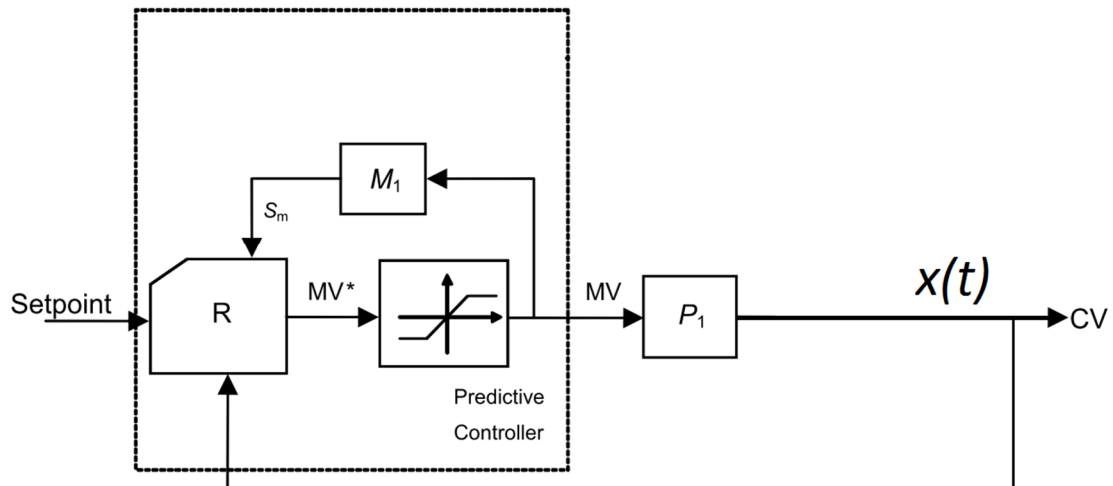 M1
Sm
x(t)
Setpoint
R
MV*
MV
P1
CV
Predictive
Controller